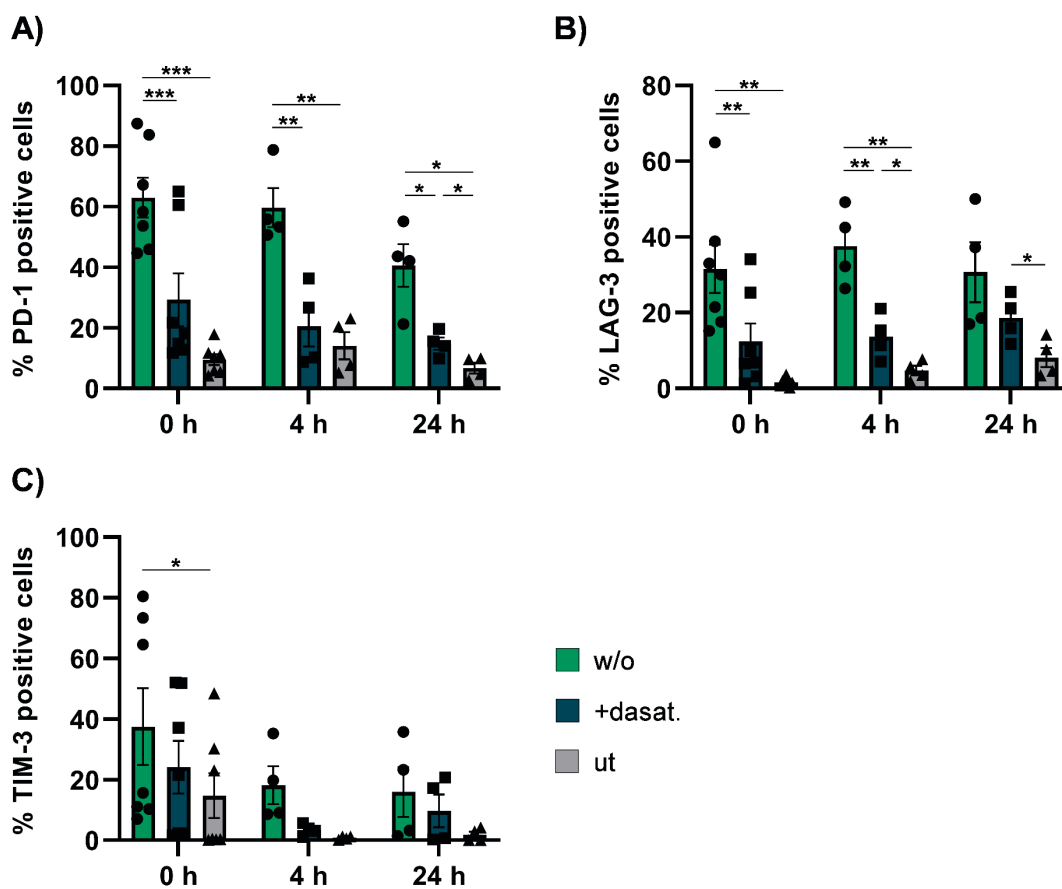 A)
% PD-1 positive cells
100
80
60
40
20
0
***
***
**
**
*
* *
0 h 4 h 24 h
B)
% LAG-3 positive cells
80
60
40
20
0
**
**
**
** *
*
0 h 4 h 24 h
C)
% TIM-3 positive cells
100
80
60
40
20
0
*
0 h 4 h 24 h
w/o
+dasat.
ut